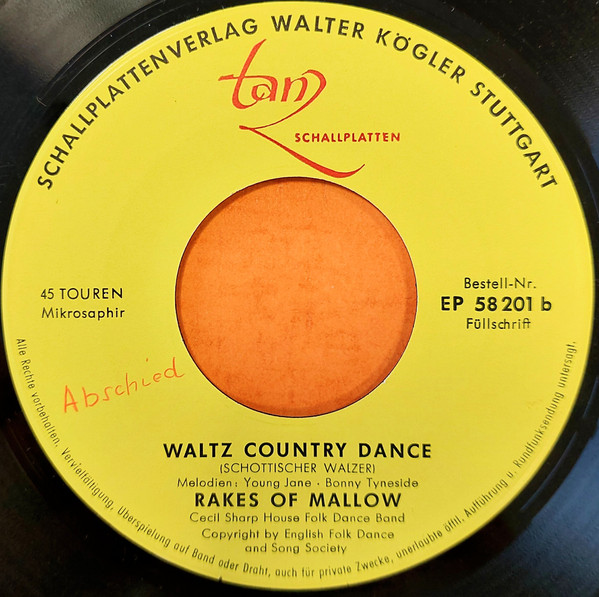 SCHALLPLATTENVERLAG WALTER KÖGLER STUTTGART
tanz
SCHALLPLATTEN
45 TOUREN
Mikrosaphir
Bestell-Nr.
EP 58 201 b
Füllschrift
Abschied
WALTZ COUNTRY DANCE
(SCHOTTISCHER WALZER)
Melodien: Young Jane · Bonny Tyneside
RAKES OF MALLOW
Cecil Sharp House Folk Dance Band
Copyright by English Folk Dance
and Song Society
Alle Rechte vorbehalten. Vervielfältigung, Überspielung auf Band oder Draht, auch für private Zwecke, unerlaubte öfftl. Aufführung u. Rundfunksendung untersagt.